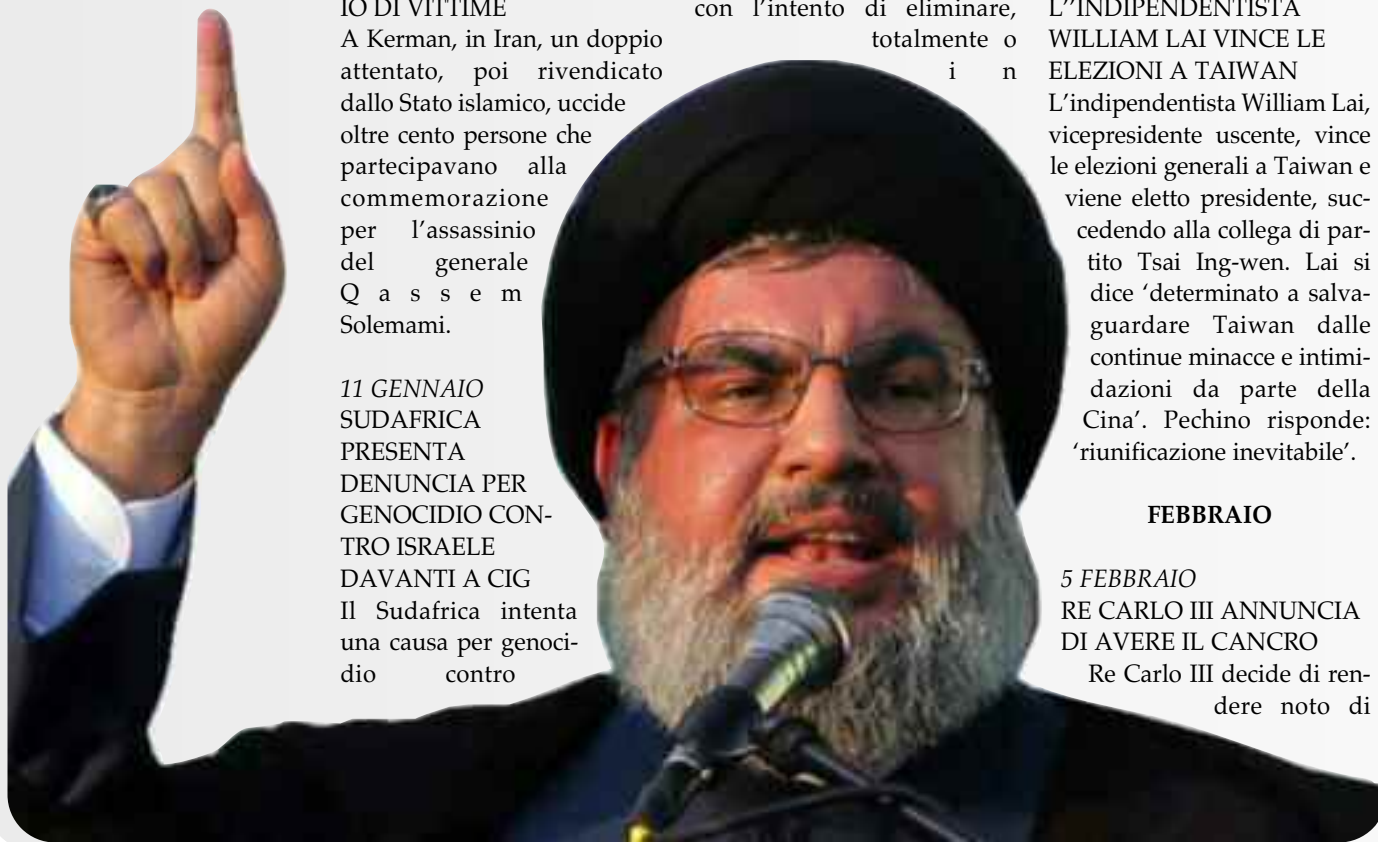 IO DI VITTIME
A Kerman, in Iran, un doppio
attentato, poi rivendicato
dallo Stato islamico, uccide
oltre cento persone che
partecipavano alla
commemorazione
per l'assassinio
del generale
Q a s s e m
Solemami.
11 GENNAIO
SUDAFRICA
PRESENTA
DENUNCIA PER
GENOCIDIO CON-
TRO ISRAELE
DAVANTI A CIG
Il Sudafrica intenta
una causa per genoci-
dio contro
con l'intento di eliminare,
totalmente o
i n
L''INDIPENDENTISTA
WILLIAM LAI VINCE LE
ELEZIONI A TAIWAN
L'indipendentista William Lai,
vicepresidente uscente, vince
le elezioni generali a Taiwan e
viene eletto presidente, suc-
cedendo alla collega di par-
tito Tsai Ing-wen. Lai si
dice 'determinato a salva-
guardare Taiwan dalle
continue minacce e intimi-
dazioni da parte della
Cina'. Pechino risponde:
'riunificazione inevitabile'.
FEBBRAIO
5 FEBBRAIO
RE CARLO III ANNUNCIA
DI AVERE IL CANCRO
Re Carlo III decide di ren-
dere noto di